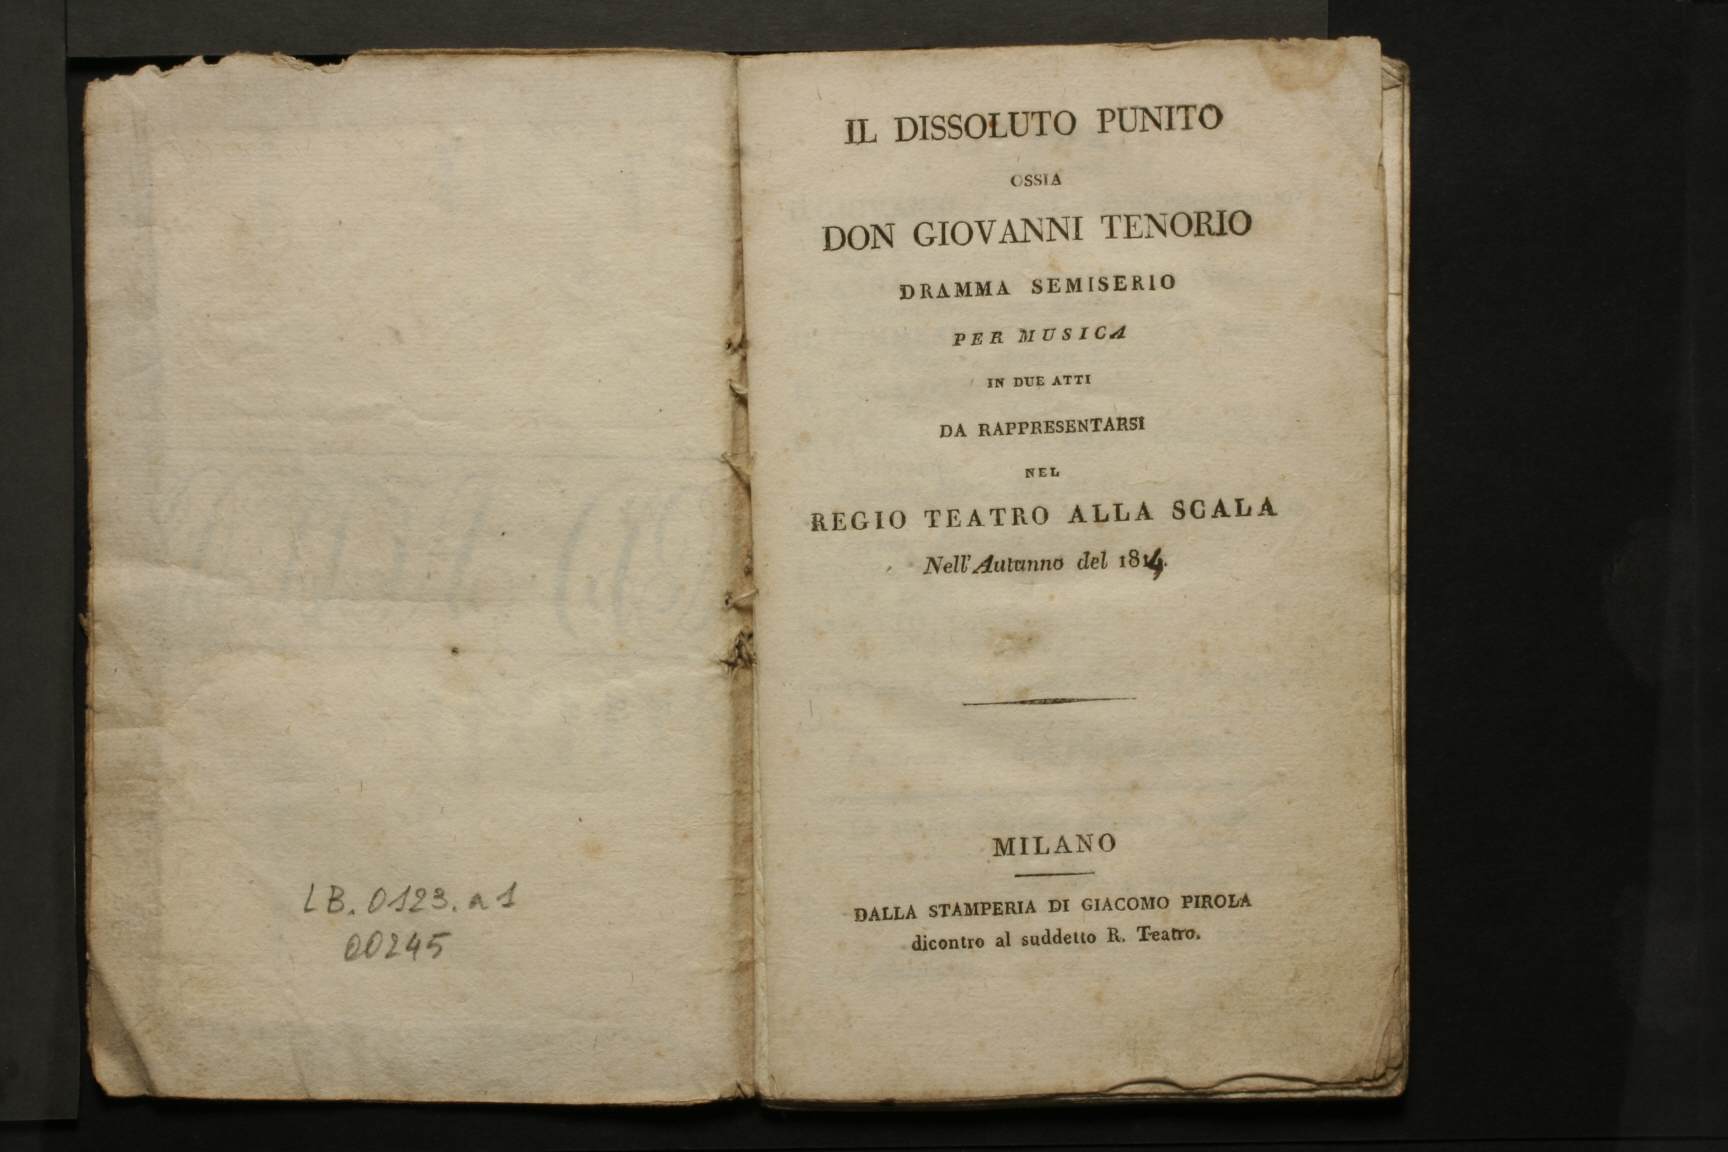 LB. 0123. a 1
00245
IL DISSOLUTO PUNITO
OSSIA
DON GIOVANNI TENORIO
DRAMMA SEMISERIO
PER MUSICA
IN DUE ATTI
DA RAPPRESENTARSI
NEL
REGIO TEATRO ALLA SCALA
Nell' Autunno del 1814.
MILANO
DALLA STAMPERIA DI GIACOMO PIROLA
dicontro al suddetto R. Teatro.